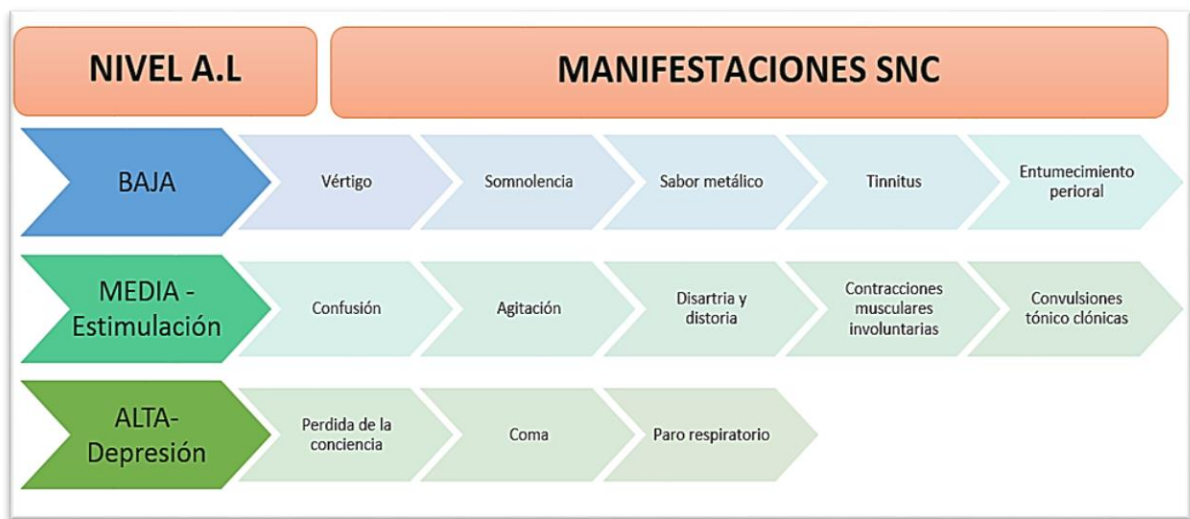 NIVEL A.L
MANIFESTACIONES SNC
BAJA
Vértigo
Somnolencia
Sabor metálico
Tinnitus
Entumecimiento
perioral
MEDIA -
Estimulación
Confusión
Agitación
Disartria y
distoria
Contracciones
musculares
involuntarias
Convulsiones
tónico clónicas
ALTA-
Depresión
Perdida de la
conciencia
Coma
Paro respiratorio